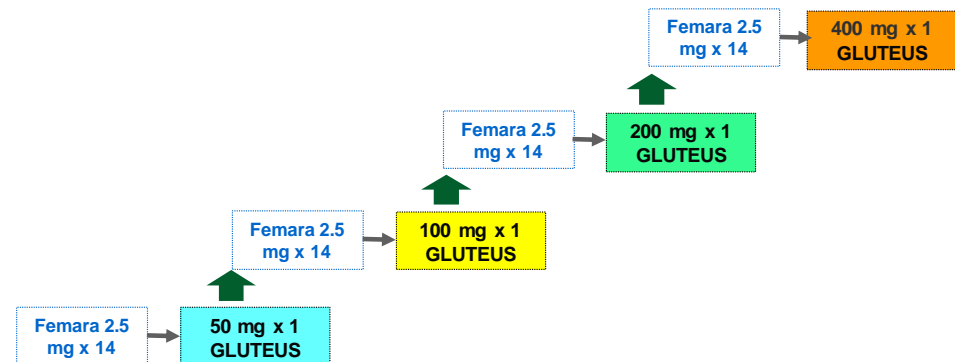 Femara 2.5
mg x 14
400 mg x 1
GLUTEUS
Femara 2.5
mg x 14
200 mg x 1
GLUTEUS
Femara 2.5
mg x 14
100 mg x 1
GLUTEUS
Femara 2.5
mg x 14
50 mg x 1
GLUTEUS